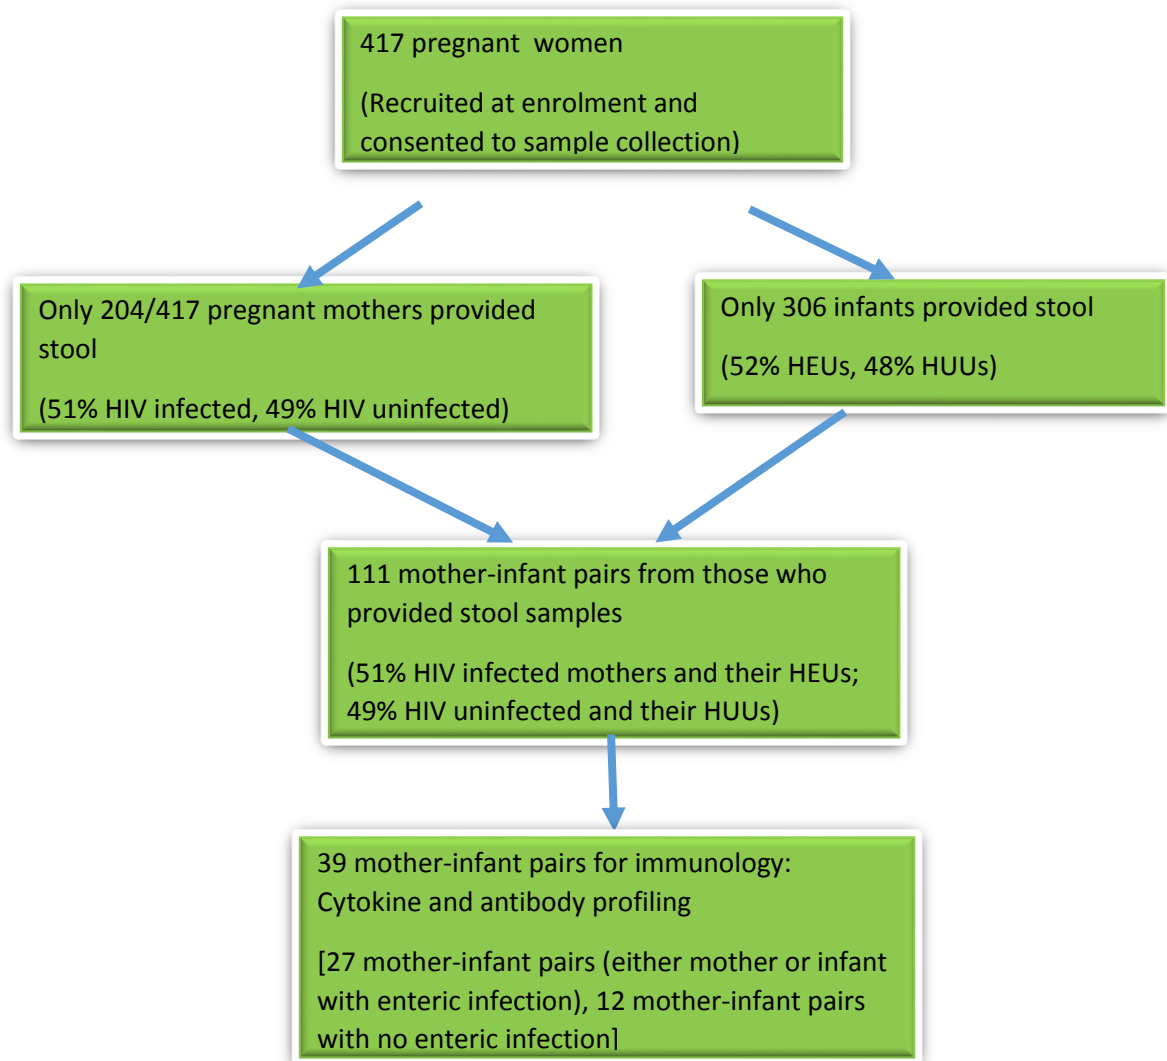 417 pregnant  women
(Recruited at enrolment and
consented to sample collection)
Only 204/417 pregnant mothers provided
stool
(51% HIV infected, 49% HIV uninfected)
Only 306 infants provided stool
(52% HEUs, 48% HUUs)
111 mother-infant pairs from those who
provided stool samples
(51% HIV infected mothers and their HEUs;
49% HIV uninfected and their HUUs)
39 mother-infant pairs for immunology:
Cytokine and antibody profiling
[27 mother-infant pairs (either mother or infant
with enteric infection), 12 mother-infant pairs
with no enteric infection]